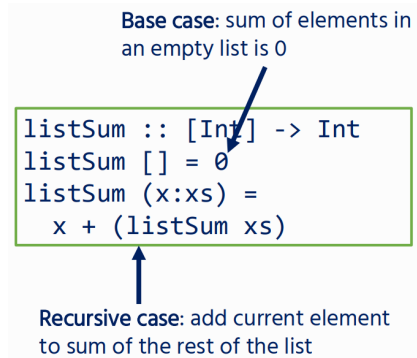 Base case: sum of elements in
an empty list is 0
listSum :: [Int] -> Int
listSum [] = 0
listSum (x:xs) =
x + (listSum xs)
Recursive case: add current element
to sum of the rest of the list